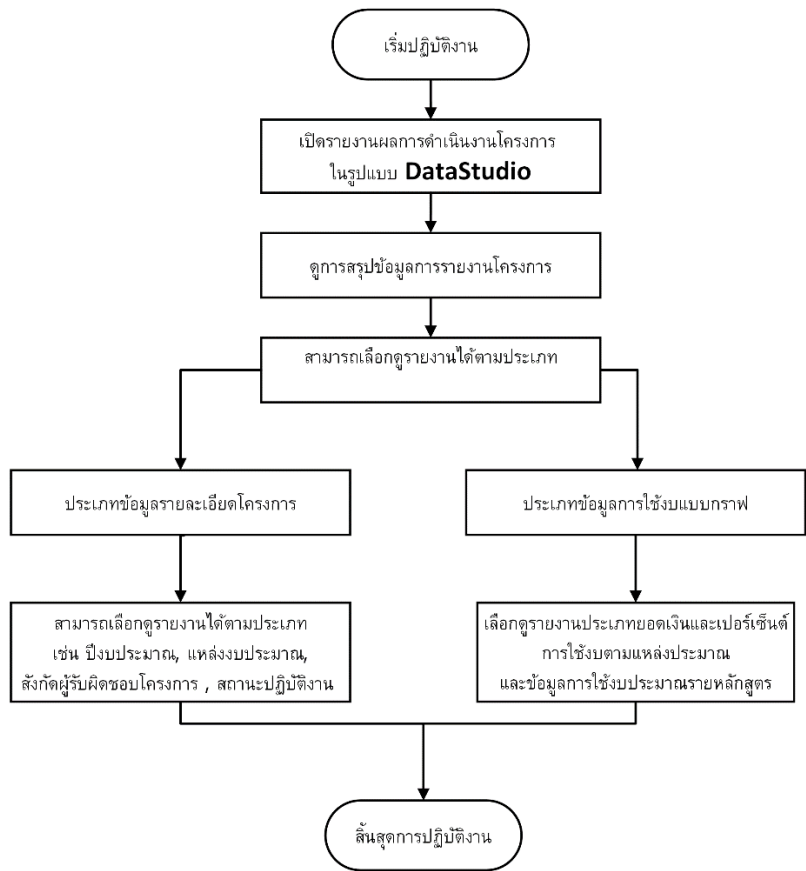 เริ่มปฏิบัติงาน
เปิดรายงานผลการดำเนินงานโครงการ
ในรูปแบบ DataStudio
ดูการสรุปข้อมูลการรายงานโครงการ
สามารถเลือกดูรายงานได้ตามประเภท
ประเภทข้อมูลรายละเอียดโครงการ
ประเภทข้อมูลการใช้งบแบบกราฟ
สามารถเลือกดูรายงานได้ตามประเภท
เช่น ปีงบประมาณ, แหล่งงบประมาณ,
สังกัดผู้รับผิดชอบโครงการ , สถานะปฏิบัติงาน
เลือกดูรายงานประเภทยอดเงินและเปอร์เซ็นต์
การใช้งบตามแหล่งประมาณ
และข้อมูลการใช้งบประมาณรายหลักสูตร
สิ้นสุดการปฏิบัติงาน